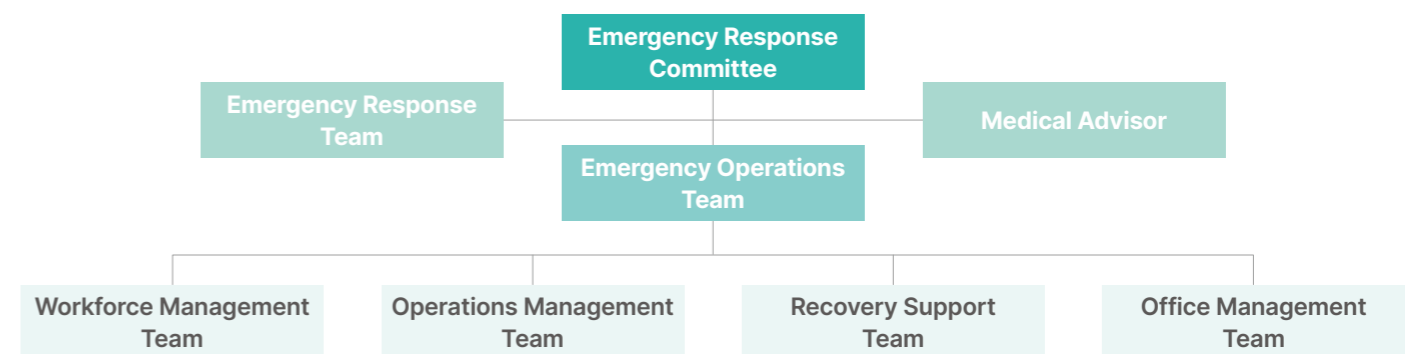 Emergency Response
Committee
Emergency Response
Team
Medical Advisor
Emergency Operations
Team
Workforce Management
Team
Operations Management
Team
Recovery Support
Team
Office Management
Team